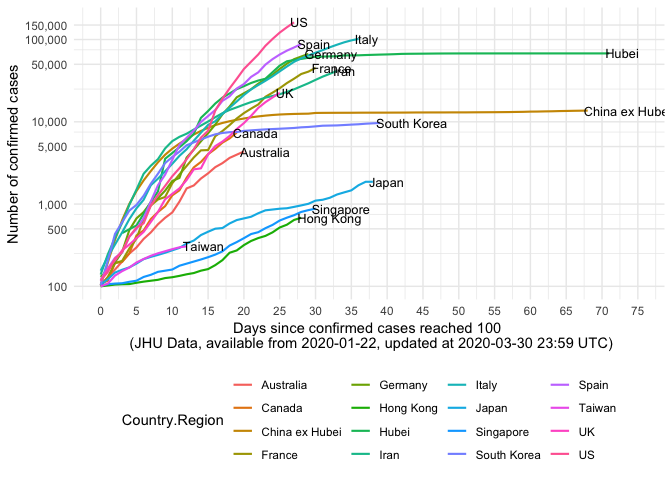 Number of confirmed cases
150,000
100,000
50,000
10,000
5,000
1,000
500
100
US
Spain
Italy
Germany
Hubei
France
Iran
UK
China ex Hube
South Korea
Canada
Australia
Japan
Singapore
Hong Kong
Taiwan
0 5 10 15 20 25 30 35 40 45 50 55 60 65 70 75
Days since confirmed cases reached 100
(JHU Data, available from 2020-01-22, updated at 2020-03-30 23:59 UTC)
Country.Region
Australia Germany Italy Spain
Canada Hong Kong Japan Taiwan
China ex Hubei Hubei Singapore UK
France Iran South Korea US